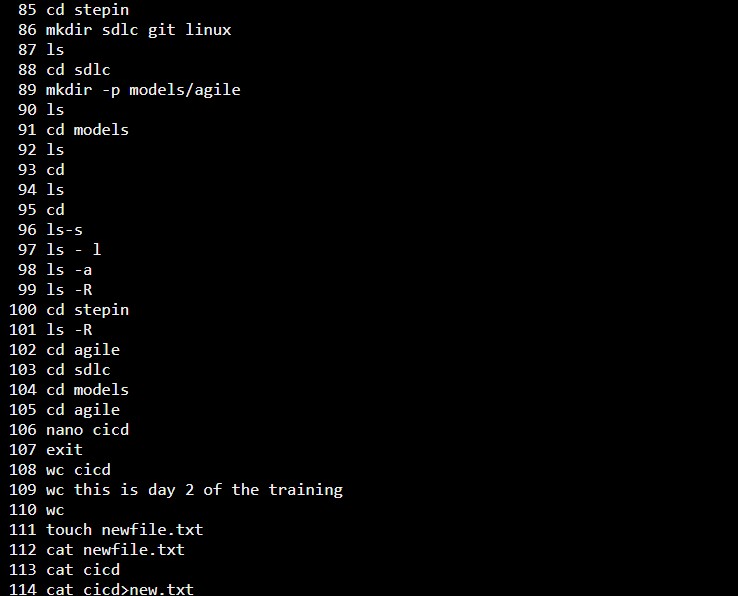 85 cd stepin
86 mkdir sdlc git linux
87 ls
88 cd sdlc
89 mkdir -p models/agile
90 ls
91 cd models
92 ls
93 cd
94 ls
95 cd
96 ls-s
97 ls - l
98 ls -a
99 ls -R
100 cd stepin
101 ls -R
102 cd agile
103 cd sdlc
104 cd models
105 cd agile
106 nano cicd
107 exit
108 wc cicd
109 wc this is day 2 of the training
110 wc
111 touch newfile.txt
112 cat newfile.txt
113 cat cicd
114 cat cicd>new.txt